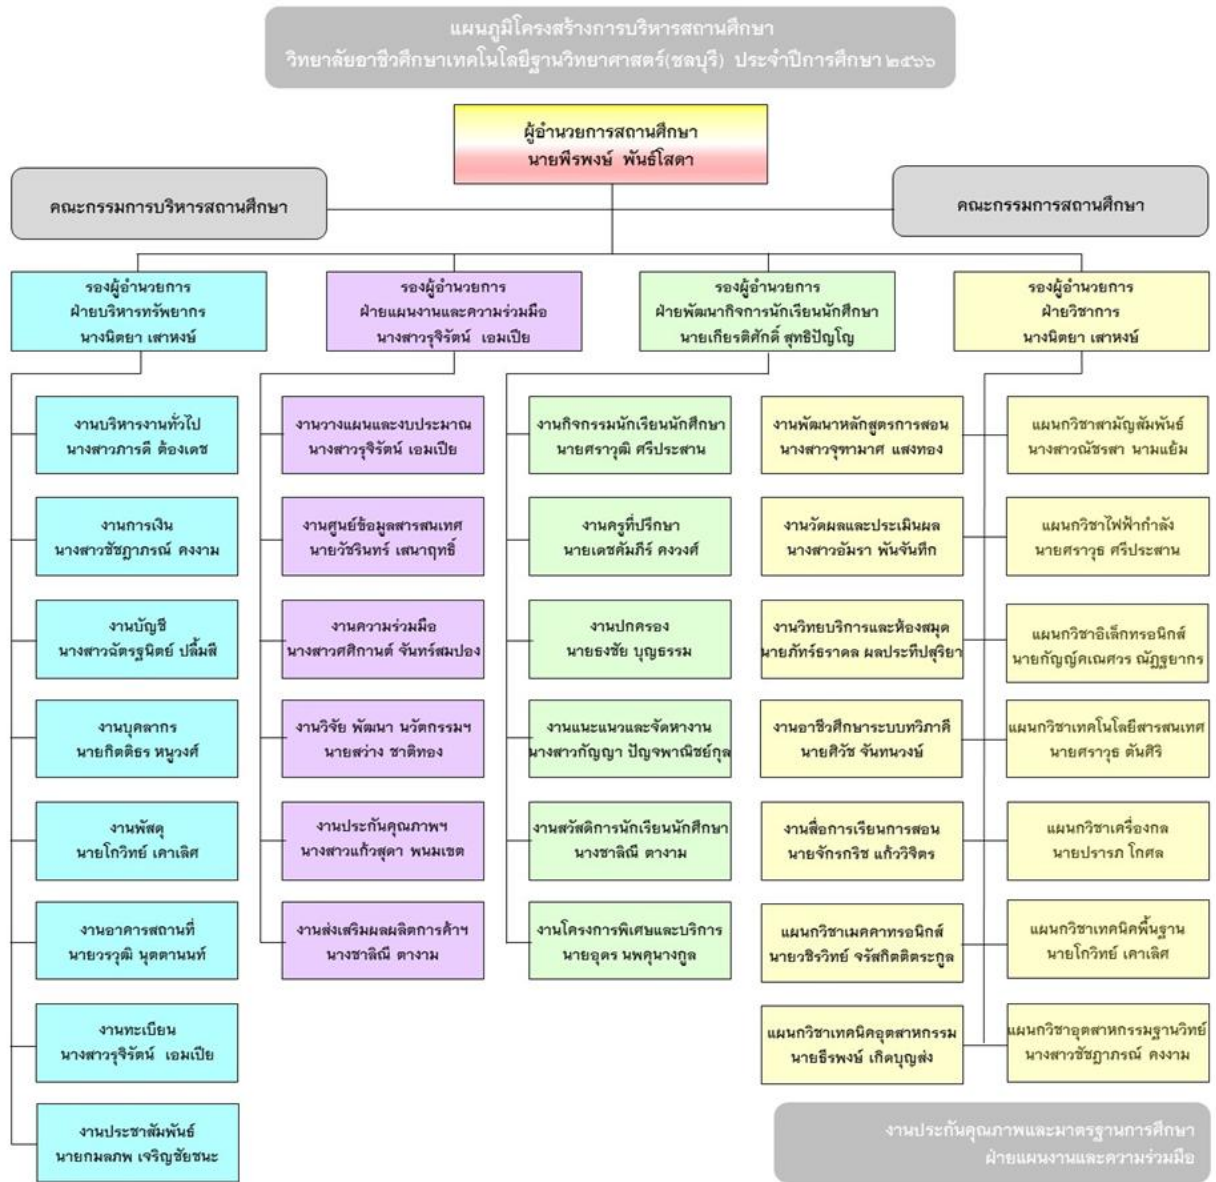 แผนภูมิโครงสร้างการบริหารสถานศึกษา
วิทยาลัยอาชีวศึกษาเทคโนโลยีฐานวิทยาศาสตร์(ชลบุรี) ประจำปีการศึกษา ๒๕๖๖
ผู้อำนวยการสถานศึกษา
นายพีรพงษ์ พันธ์โสดา
คณะกรรมการบริหารสถานศึกษา
คณะกรรมการสถานศึกษา
รองผู้อำนวยการ
ฝ่ายบริหารทรัพยากร
นางนิตยา เสาหงษ์
รองผู้อำนวยการ
ฝ่ายแผนงานและความร่วมมือ
นางสาวรุจิรัตน์ เอมเปีย
รองผู้อำนวยการ
ฝ่ายพัฒนากิจการนักเรียนนักศึกษา
นายเกียรติศักดิ์ สุทธิปัญโญ
รองผู้อำนวยการ
ฝ่ายวิชาการ
นางนิตยา เสาหงษ์
งานบริหารงานทั่วไป
นางสาวภารดี ต้องเดช
งานการเงิน
นางสาวชัชฎาภรณ์ คงงาม
งานบัญชี
นางสาวฉัตรฐนิตย์ ปลื้มสี
งานบุคลากร
นายกิตติธร หนูวงศ์
งานพัสดุ
นายโกวิทย์ เคาเลิศ
งานอาคารสถานที่
นายวรวุฒิ นุตตานนท์
งานทะเบียน
นางสาวรุจิรัตน์ เอมเปีย
งานประชาสัมพันธ์
นายกมลภพ เจริญชัยชนะ
งานวางแผนและงบประมาณ
นางสาวรุจิรัตน์ เอมเปีย
งานศูนย์ข้อมูลสารสนเทศ
นายวัชรินทร์ เสนาฤทธิ์
งานความร่วมมือ
นางสาวศศิกานต์ จันทร์สมปอง
งานวิจัย พัฒนา นวัตกรรมฯ
นายสว่าง ชาติทอง
งานประกันคุณภาพฯ
นางสาวแก้วสุดา พนมเขต
งานส่งเสริมผลผลิตการค้าฯ
นางชาลิณี ตางาม
งานกิจกรรมนักเรียนนักศึกษา
นายศราวุฒิ ศรีประสาน
งานครูที่ปรึกษา
นายเดชคัมภีร์ คงวงศ์
งานปกครอง
นายธงชัย บุญธรรม
งานแนะแนวและจัดหางาน
นางสาวกัญญา ปัญจพาณิชย์กุล
งานสวัสดิการนักเรียนนักศึกษา
นางชาลิณี ตางาม
งานโครงการพิเศษและบริการ
นายอุดร นพคุนางกูล
งานพัฒนาหลักสูตรการสอน
นางสาวจุฑามาศ แสงทอง
งานวัดผลและประเมินผล
นางสาวอัมรา พันจันทึก
งานวิทยบริการและห้องสมุด
นายภัทร์ธราดล ผลประทีปสุริยา
งานอาชีวศึกษาระบบทวิภาคี
นายศิวัช จันทนวงษ์
งานสื่อการเรียนการสอน
นายจักรกริช แก้ววิจิตร
แผนกวิชาเมคคาทรอนิกส์
นายวชิรวิทย์ จรัสกิตติตระกูล
แผนกวิชาเทคนิคอุตสาหกรรม
นายธีรพงษ์ เกิดบุญส่ง
แผนกวิชาสามัญสัมพันธ์
นางสาวณัชรสา นามแย้ม
แผนกวิชาไฟฟ้ากำลัง
นายศราวุธ ศรีประสาน
แผนกวิชาอิเล็กทรอนิกส์
นายกัญญ์คเณศวร ณัฏฐยากร
แผนกวิชาเทคโนโลยีสารสนเทศ
นายศราวุธ ตันศิริ
แผนกวิชาเครื่องกล
นายปรารภ โกศล
แผนกวิชาเทคนิคพื้นฐาน
นายโกวิทย์ เคาเลิศ
แผนกวิชาอุตสาหกรรมฐานวิทย์
นางสาวชัชฎาภรณ์ คงงาม
งานประกันคุณภาพและมาตรฐานการศึกษา
ฝ่ายแผนงานและความร่วมมือ